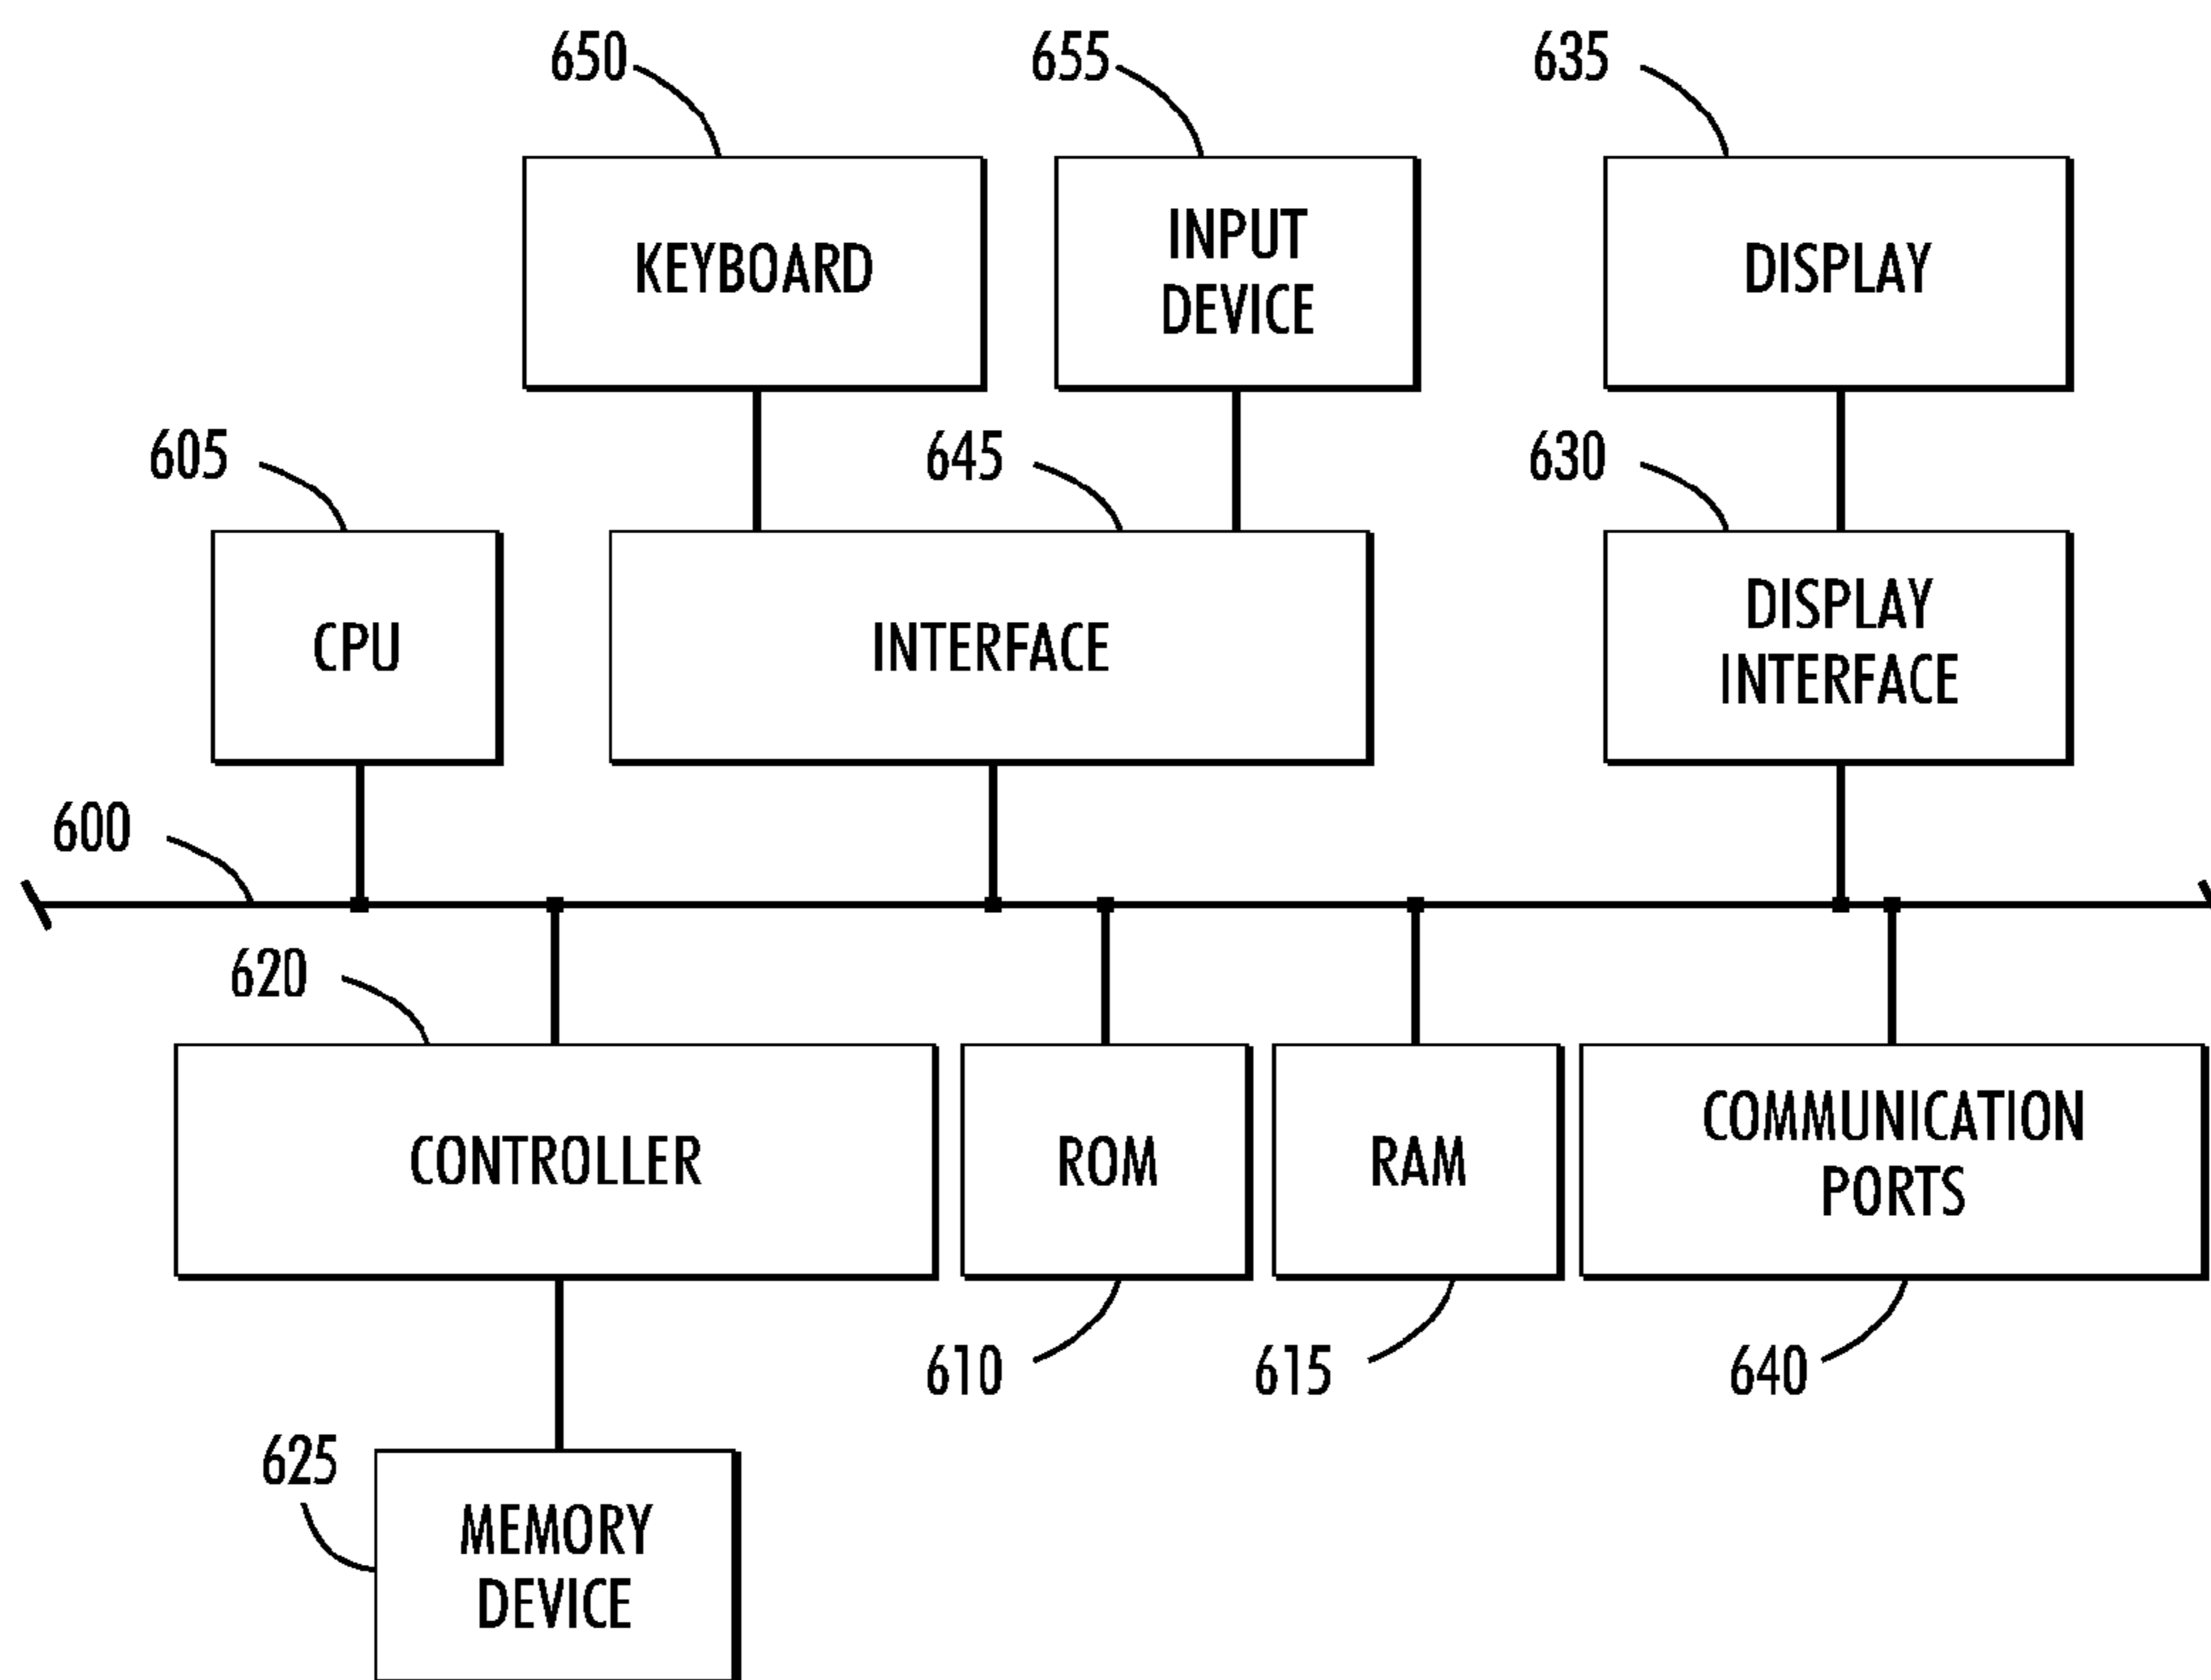 650
655
635
KEYBOARD
INPUT
DEVICE
DISPLAY
605
645
630
CPU
INTERFACE
DISPLAY
INTERFACE
600
620
CONTROLLER
ROM
RAM
COMMUNICATION
PORTS
610
615
640
625
MEMORY
DEVICE